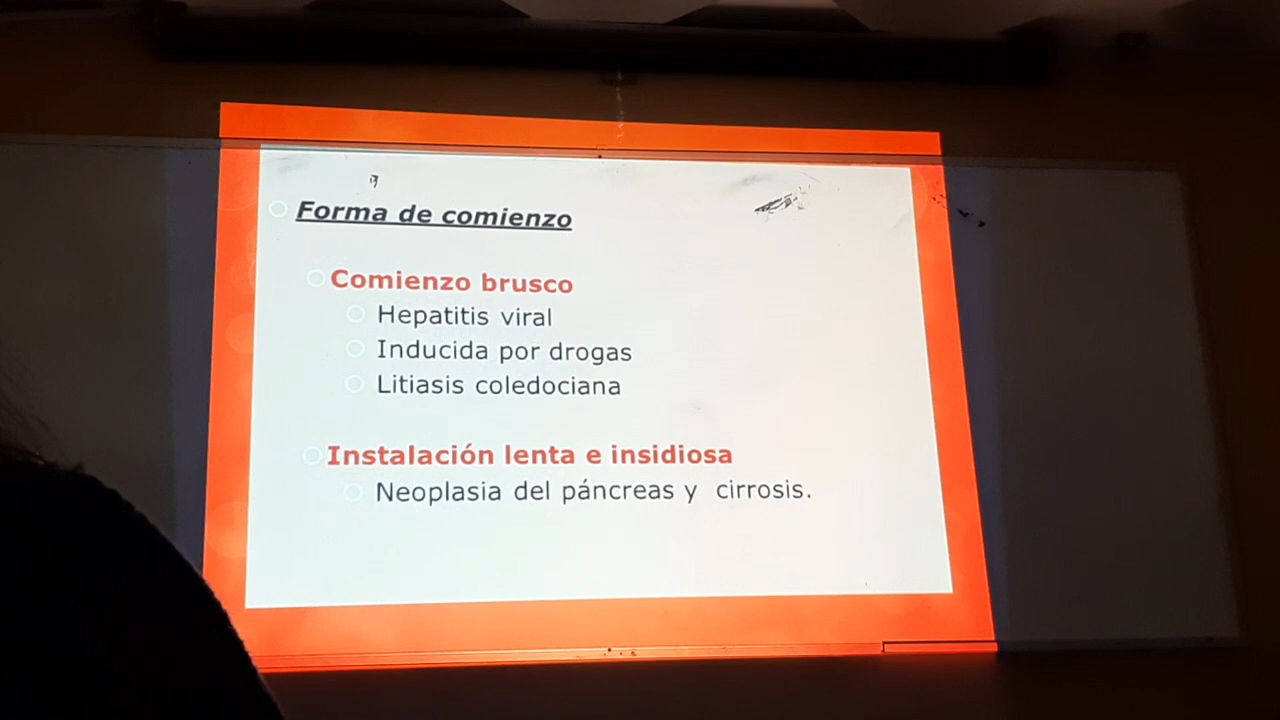 Forma de comienzo
Comienzo brusco
Hepatitis viral
Inducida por drogas
Litiasis coledociana
Instalación lenta e insidiosa
Neoplasia del páncreas y cirrosis.